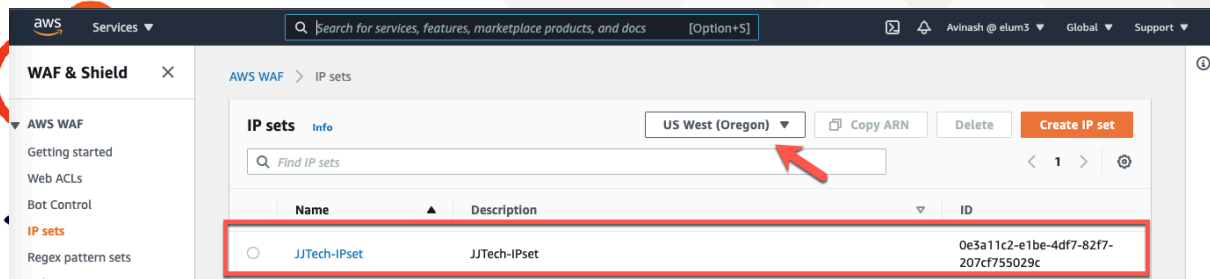 aws Services ▼ Search for services, features, marketplace products, and docs [Option+S] Avinash @ elum3 ▼ Global ▼ Support ▼
WAF & Shield
AWS WAF > IP sets
AWS WAF
IP sets Info US West (Oregon) ▼ Copy ARN Delete Create IP set
Getting started
Find IP sets < 1 >
Web ACLs
Bot Control
Name ▲ Description ▽ ID
IP sets
JJTech-IPset JJTech-IPset 0e3a11c2-e1be-4df7-82f7-
207cf755029c
Regex pattern sets